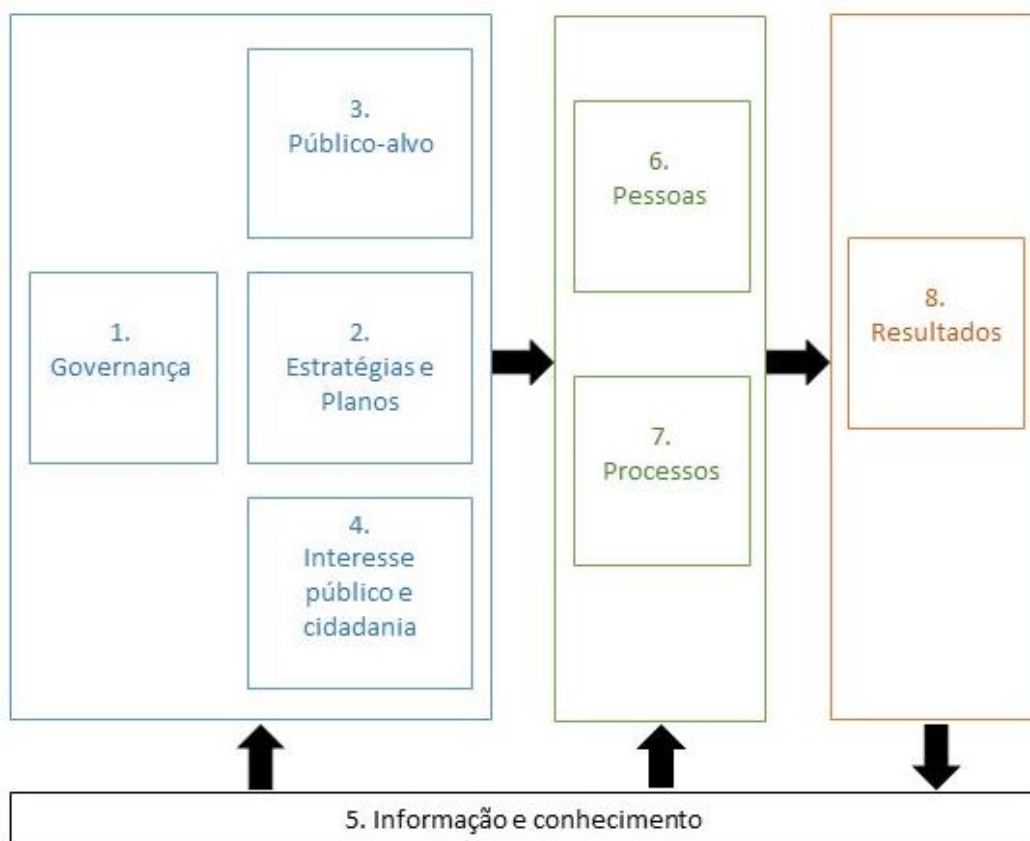 3.
Público-alvo
1.
Governança
2.
Estratégias e
Planos
4.
Interesse
público e
cidadania
6.
Pessoas
7.
Processos
8.
Resultados
5. Informação e conhecimento